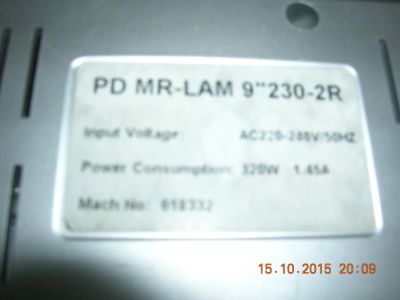 PD MR-LAM 9"230-2R
Input Voltage: AC220-240V/50HZ
Power Consumption: 320W 1.45A
Mach No: 018332
15.10.2015 20:09